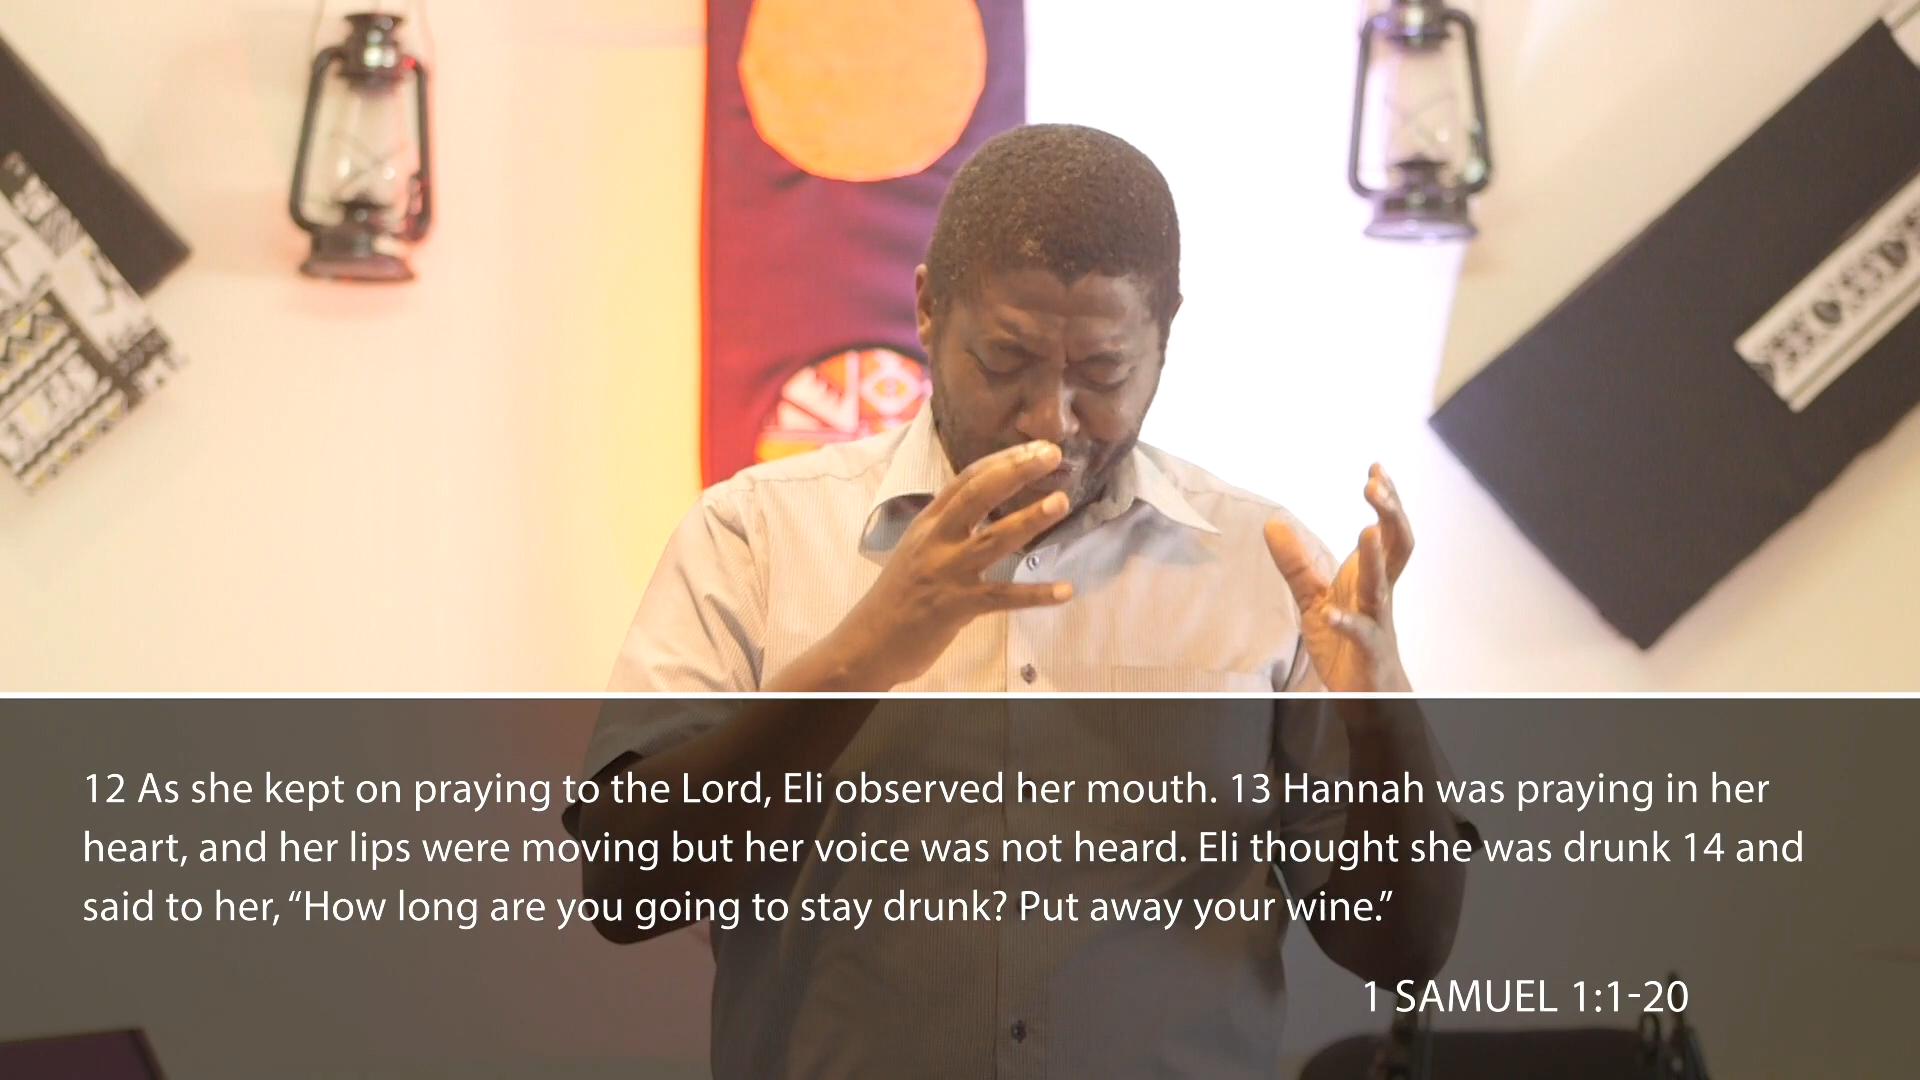 12 As she kept on praying to the Lord, Eli observed her mouth. 13 Hannah was praying in her
heart, and her lips were moving but her voice was not heard. Eli thought she was drunk 14 and
said to her, “How long are you going to stay drunk? Put away your wine.”
1 SAMUEL 1:1-20